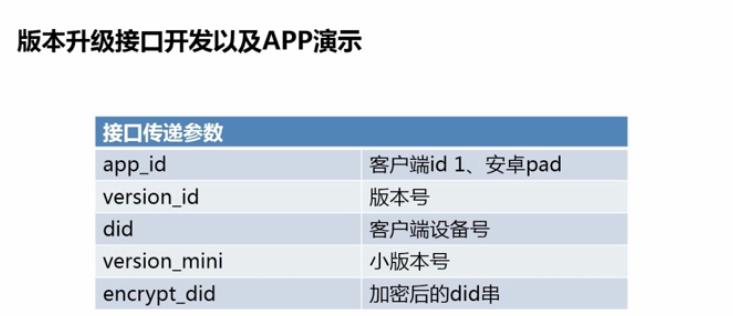 版本升级接口开发以及APP演示
接口传递参数
app_id 客户端id 1、安卓pad
version_id 版本号
did 客户端设备号
version_mini 小版本号
encrypt_did 加密后的did串